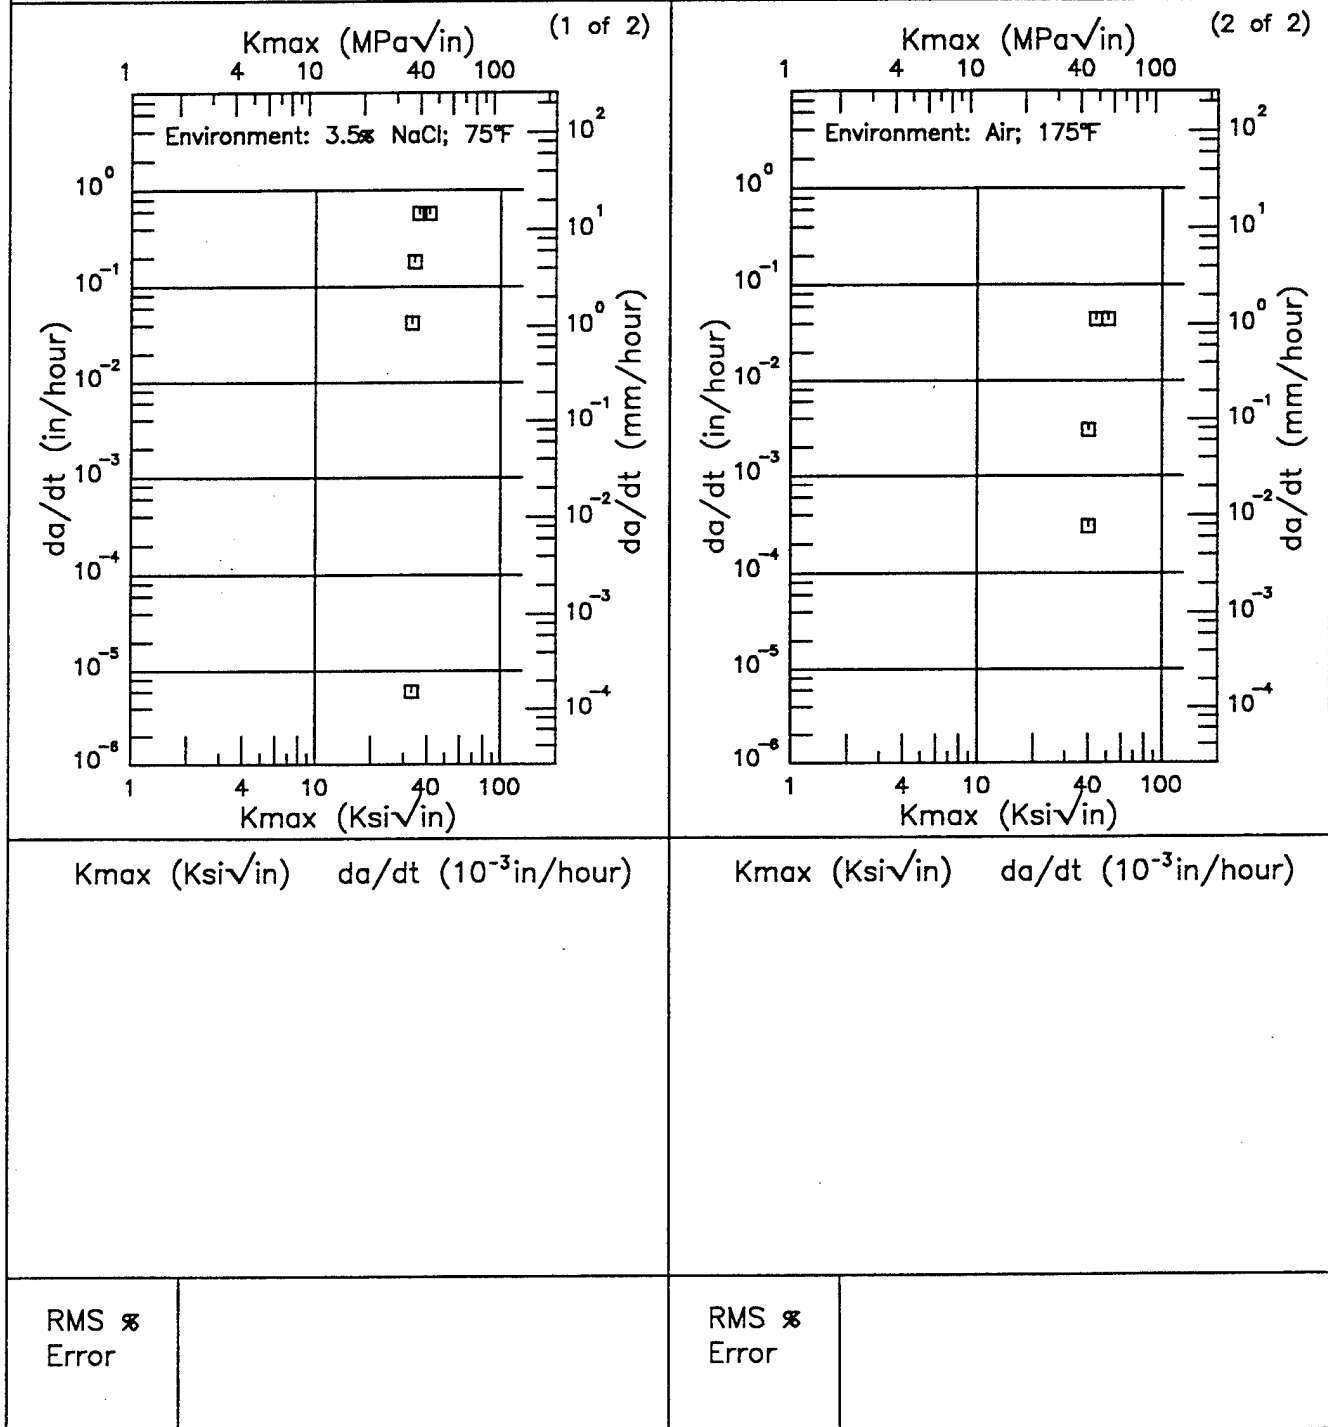 (1 of 2)
Kmax (MPa√in)
1 4 10 40 100
Environment: 3.5% NaCl; 75°F
10² 10¹ 10⁰ 10⁻¹ 10⁻² 10⁻³ 10⁻⁴
da/dt (mm/hour)
10⁰ 10⁻¹ 10⁻² 10⁻³ 10⁻⁴ 10⁻⁵ 10⁻⁶
da/dt (in/hour)
1 4 10 40 100
Kmax (Ksi√in)
(2 of 2)
Kmax (MPa√in)
1 4 10 40 100
Environment: Air; 175°F
10² 10¹ 10⁰ 10⁻¹ 10⁻² 10⁻³ 10⁻⁴
da/dt (mm/hour)
10⁰ 10⁻¹ 10⁻² 10⁻³ 10⁻⁴ 10⁻⁵ 10⁻⁶
da/dt (in/hour)
1 4 10 40 100
Kmax (Ksi√in)
Kmax (Ksi√in) da/dt (10⁻³in/hour)
Kmax (Ksi√in) da/dt (10⁻³in/hour)
RMS %
Error
RMS %
Error